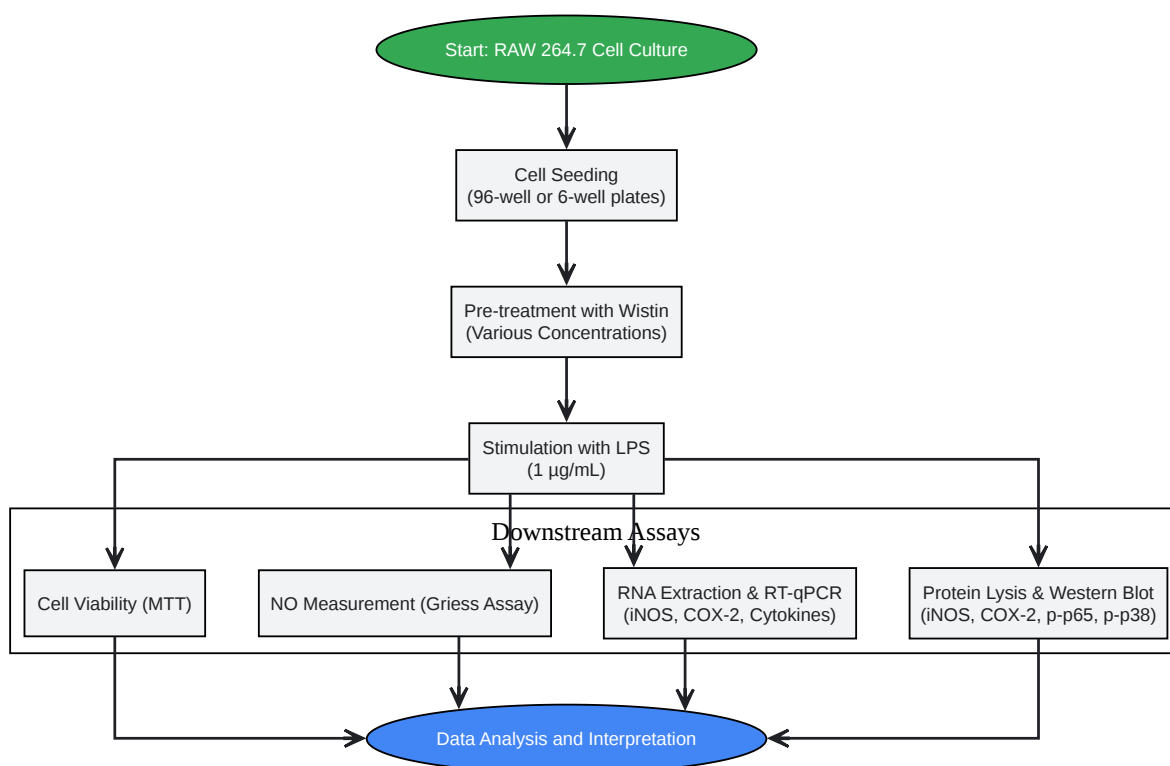 Start: RAW 264.7 Cell Culture
Cell Seeding
(96-well or 6-well plates)
Pre-treatment with Wistin
(Various Concentrations)
Stimulation with LPS
(1 µg/mL)
Downstream Assays
Cell Viability (MTT)
NO Measurement (Griess Assay)
RNA Extraction & RT-qPCR
(iNOS, COX-2, Cytokines)
Protein Lysis & Western Blot
(iNOS, COX-2, p-p65, p-p38)
Data Analysis and Interpretation